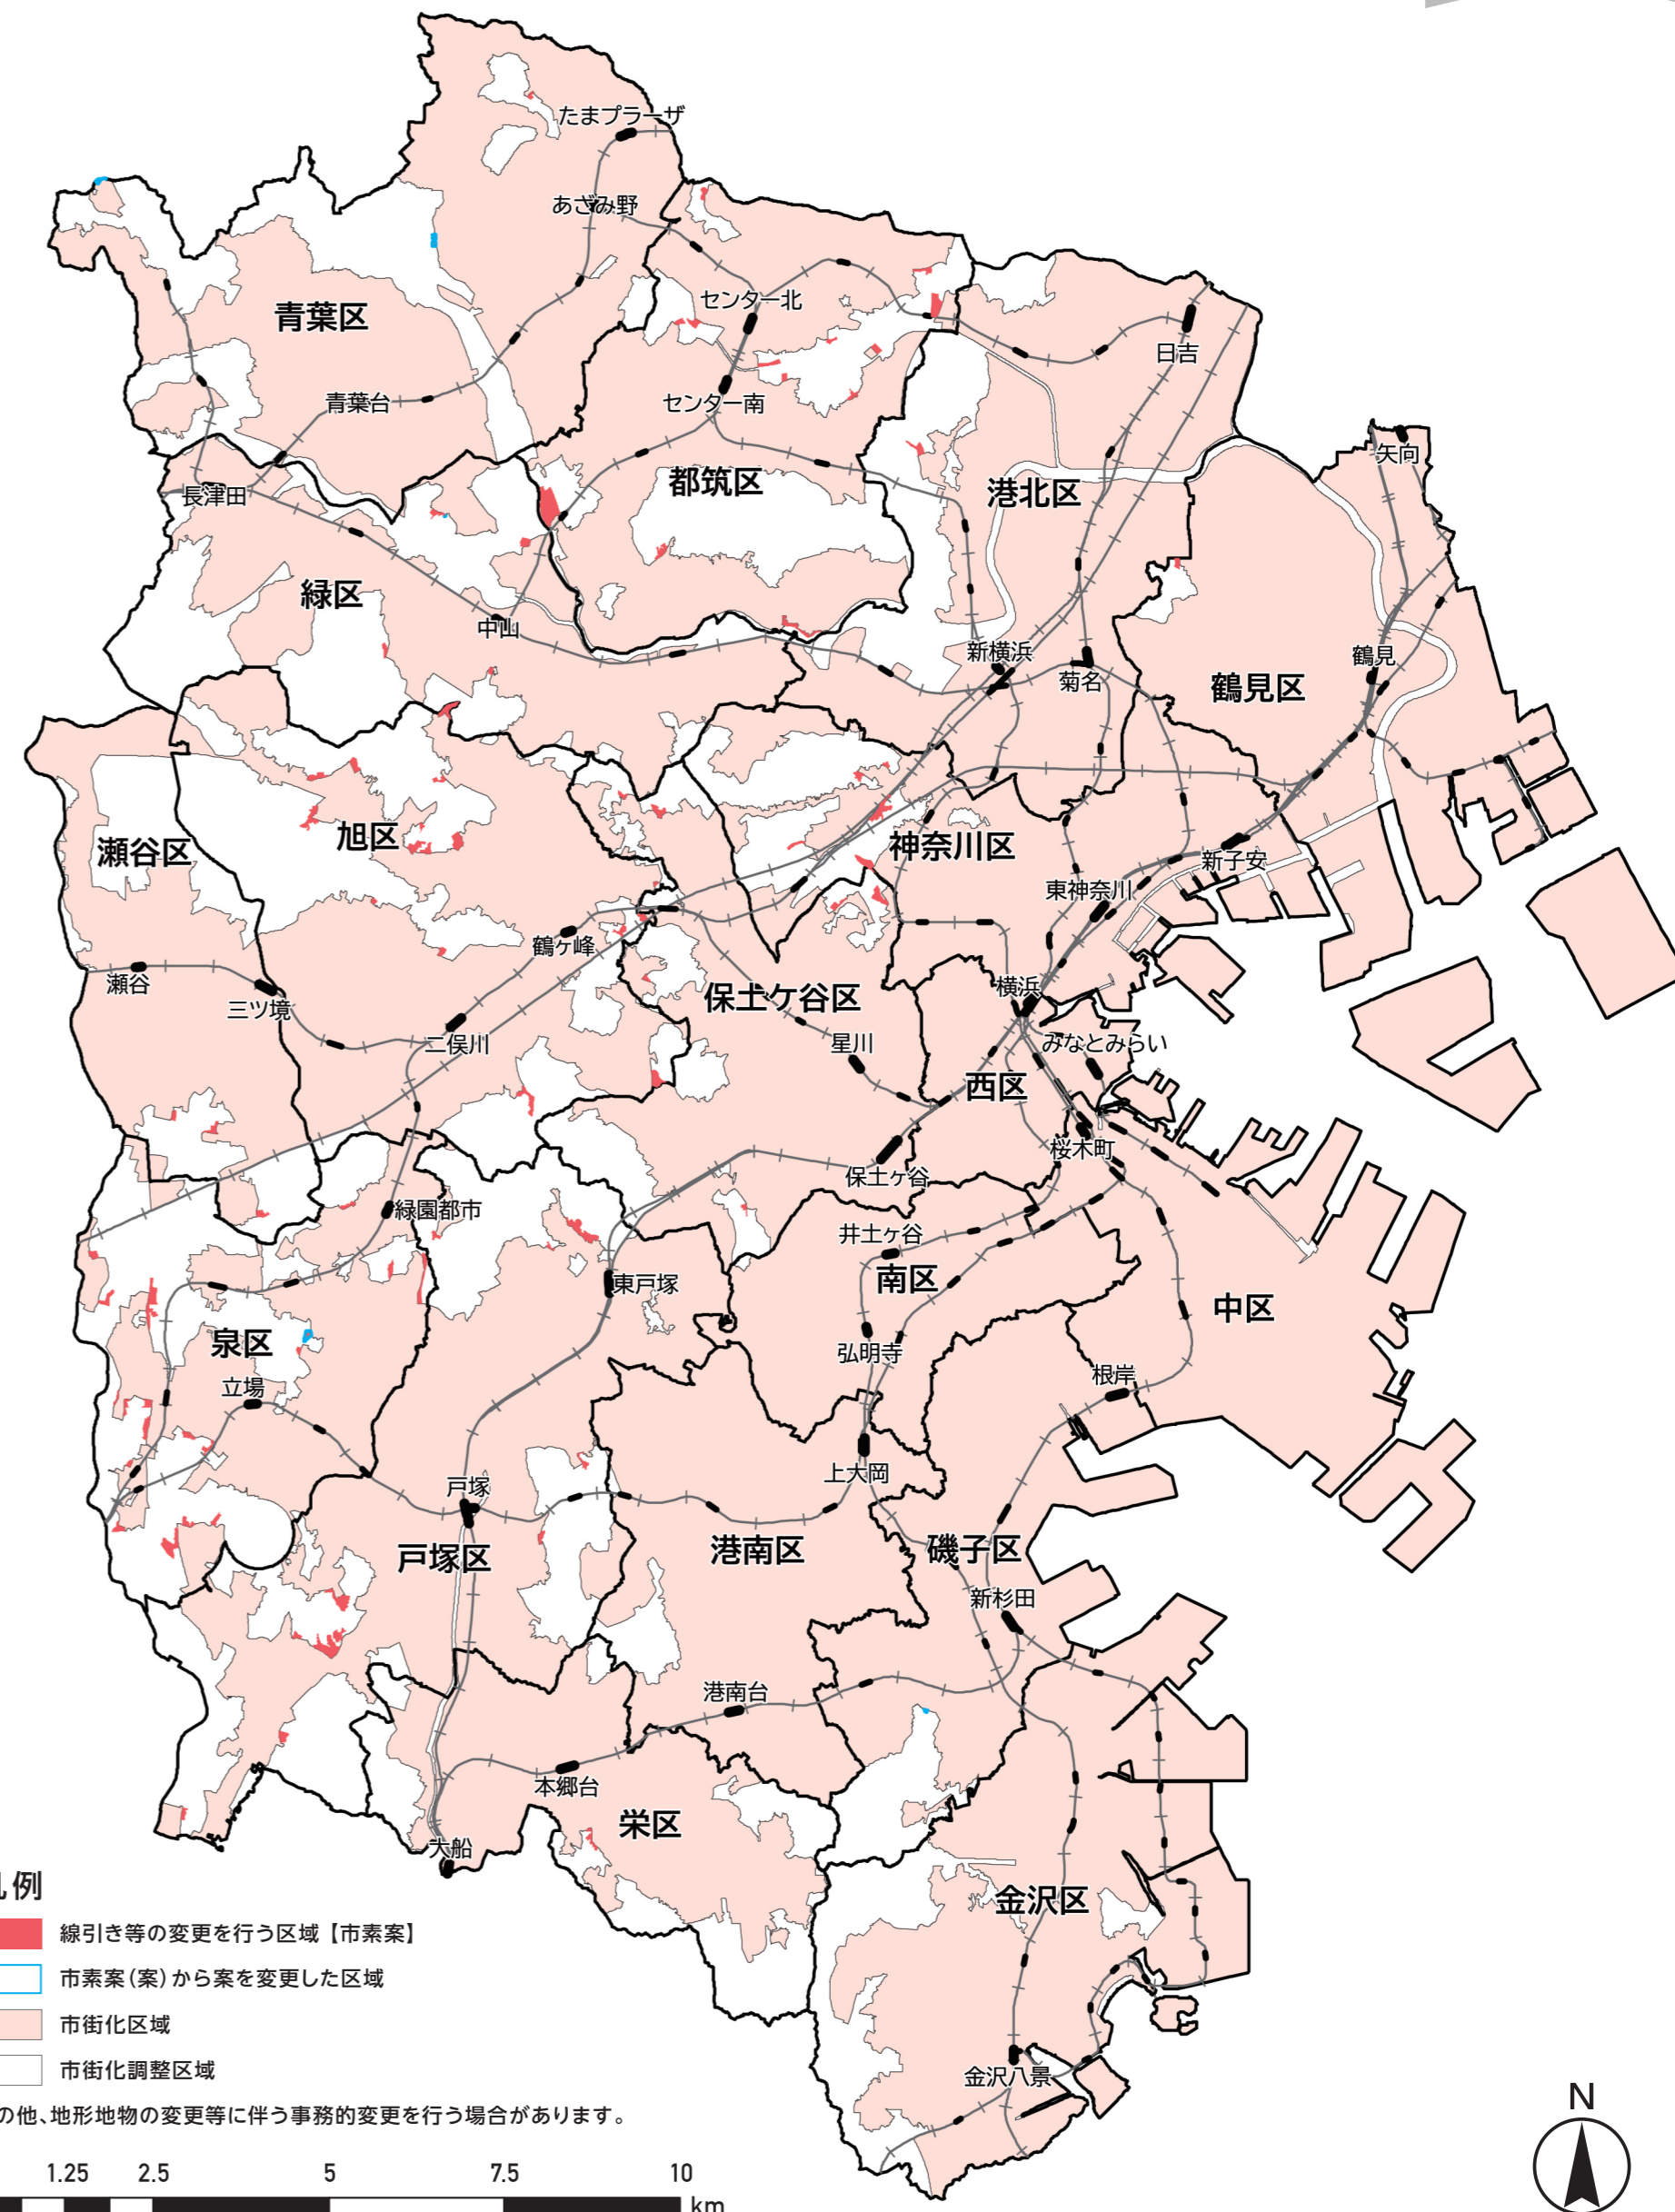 たまプラーザ
あざみ野
センター北
青葉区
日吉
青葉台
センター南
矢向
都筑区
長津田
港北区
緑区
中山
新横浜
鶴見
菊名
鶴見区
旭区
神奈川区
瀬谷区
新子安
東神奈川
鶴ヶ峰
瀬谷
横浜
保土ケ谷区
三ツ境
二俣川
星川
みなとみらい
西区
桜木町
保土ヶ谷
緑園都市
井土ヶ谷
東戸塚
南区
中区
泉区
弘明寺
根岸
立場
上大岡
戸塚
戸塚区
港南区
磯子区
新杉田
港南台
本郷台
栄区
大船
金沢区
例
線引き等の変更を行う区域【市素案】
市素案（案）から案を変更した区域
市街化区域
市街化調整区域
の他、地形地物の変更等に伴う事務的変更を行う場合があります。
金沢八景
N
1.25 2.5 5 7.5 10
km